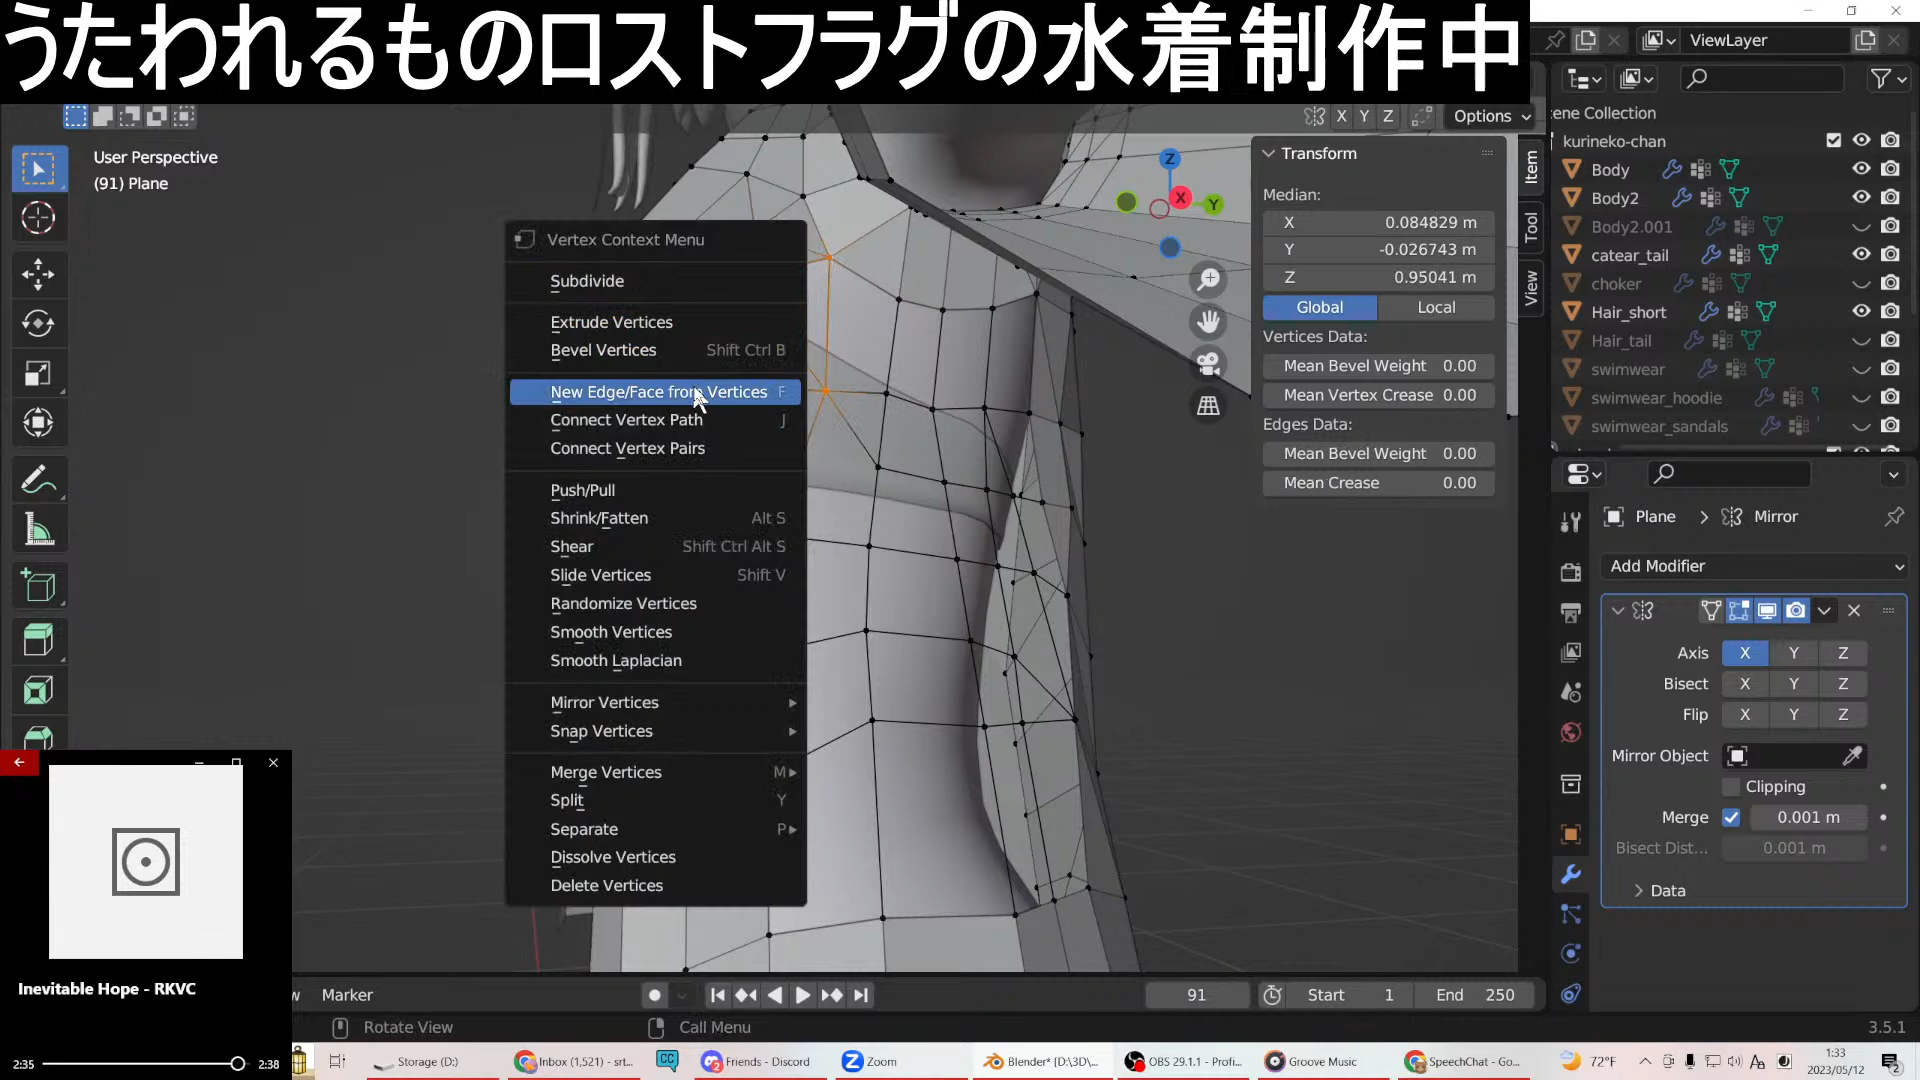 うたわれるものロストフラグの水着制作中
ViewLayer
X Y Z
Options
User Perspective
(91) Plane
Vertex Context Menu
Subdivide
Extrude Vertices
Bevel Vertices Shift Ctrl B
New Edge/Face from Vertices F
Connect Vertex Path J
Connect Vertex Pairs
Push/Pull
Shrink/Fatten Alt S
Shear Shift Ctrl Alt S
Slide Vertices Shift V
Randomize Vertices
Smooth Vertices
Smooth Laplacian
Mirror Vertices
Snap Vertices
Merge Vertices M
Split Y
Separate P
Dissolve Vertices
Delete Vertices
Z
X
Y
Transform
Median:
X 0.084829 m
Y -0.026743 m
Z 0.95041 m
Global Local
Vertices Data:
Mean Bevel Weight 0.00
Mean Vertex Crease 0.00
Edges Data:
Mean Bevel Weight 0.00
Mean Crease 0.00
Item
Tool
View
ene Collection
kurineko-chan
Body
Body2
Body2.001
catear_tail
choker
Hair_short
Hair_tail
swimwear
swimwear_hoodie
swimwear_sandals
Plane > Mirror
Add Modifier
Axis X Y Z
Bisect X Y Z
Flip X Y Z
Mirror Object
Clipping
Merge 0.001 m
Bisect Dist... 0.001 m
Data
Inevitable Hope - RKVC
2:35 2:38
w Marker
91 Start 1 End 250
Rotate View Call Menu 3.5.1
Storage (D:)
Inbox (1,521) - srt...
CC
2
Friends - Discord
Zoom
Blender* [D:\3D\...
OBS 29.1.1 - Profi...
Groove Music
SpeechChat - Go...
72°F
1:33
2023/05/12
2